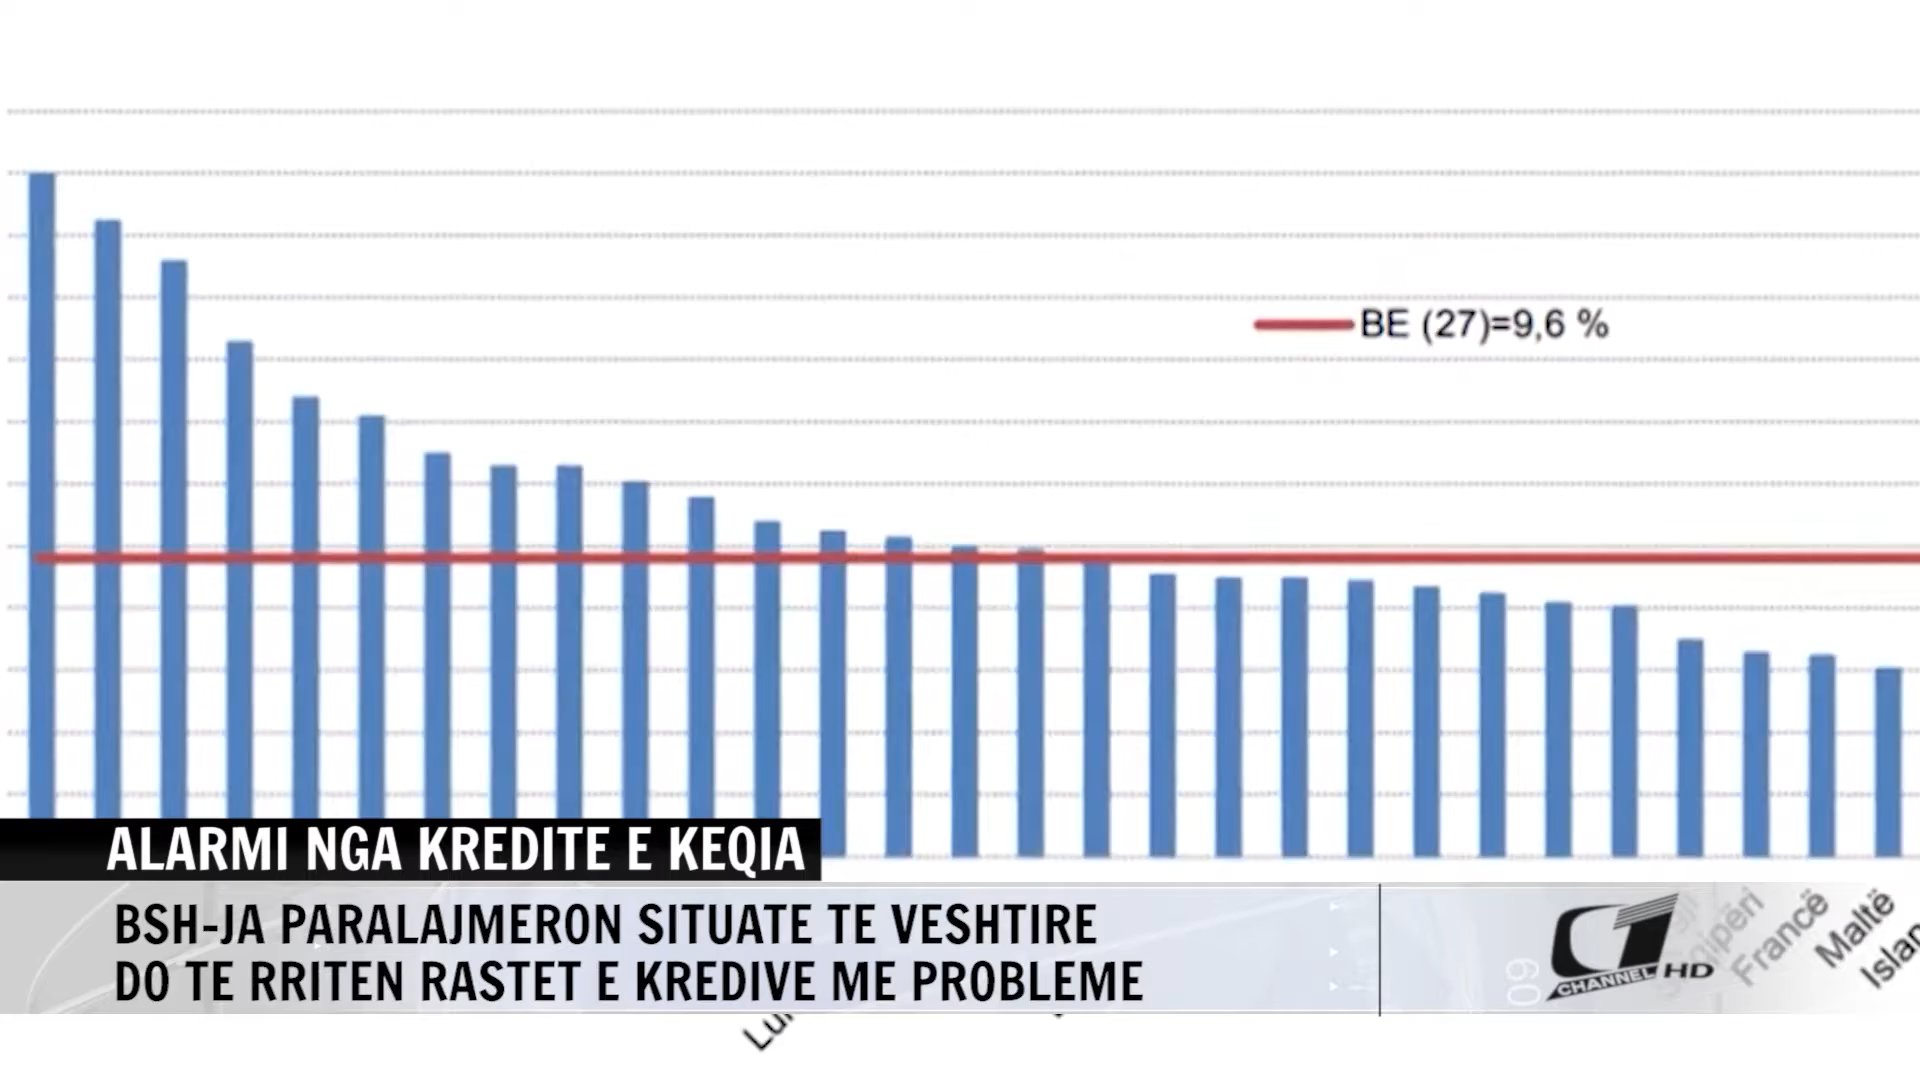 BE (27)=9,6 %
ALARMI NGA KREDITE E KEQIA
BSH-JA PARALAJMERON SITUATE TE VESHTIRE
DO TE RRITEN RASTET E KREDIVE ME PROBLEME
09
CHANNEL HD
Francë
Maltë